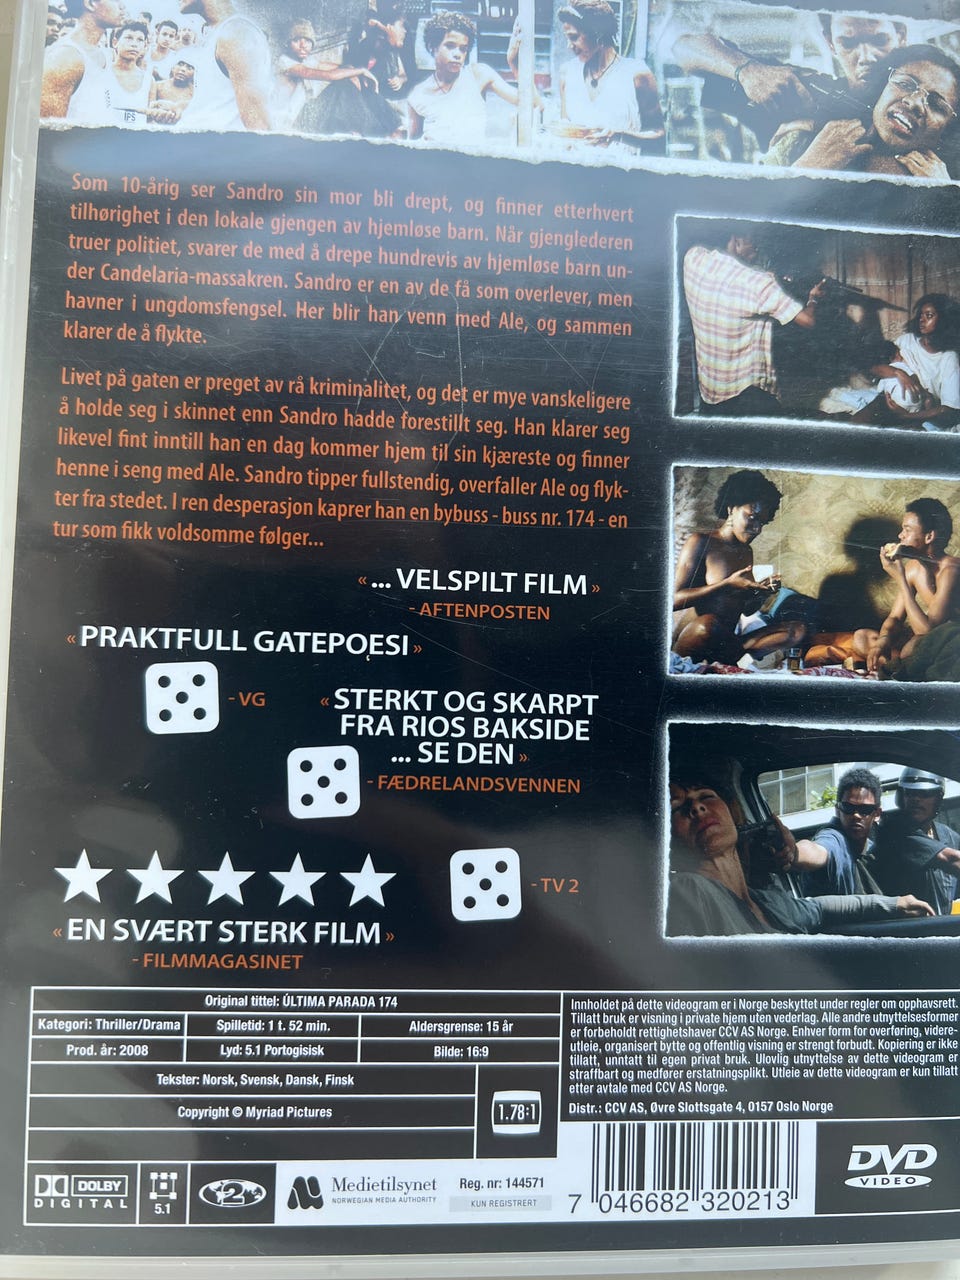 IPS
Som 10-årig ser Sandro sin mor bli drept, og finner etterhvert
tilhørighet i den lokale gjengen av hjemløse barn. Når gjenglederen
truer politiet, svarer de med å drepe hundrevis av hjemløse barn un-
der Candelaria-massakren. Sandro er en av de få som overlever, men
havner i ungdomsfengsel. Her blir han venn med Ale, og sammen
klarer de å flykte.
Livet på gaten er preget av rå kriminalitet, og det er mye vanskeligere
å holde seg i skinnet enn Sandro hadde forestillt seg. Han klarer seg
likevel fint inntill han en dag kommer hjem til sin kjæreste og finner
henne i seng med Ale. Sandro tipper fullstendig, overfaller Ale og flyk-
ter fra stedet. I ren desperasjon kaprer han en bybuss - buss nr. 174 - en
tur som fikk voldsomme følger...
« ... VELSPILT FILM »
- AFTENPOSTEN
« PRAKTFULL GATEPOESI »
- VG
« STERKT OG SKARPT
FRA RIOS BAKSIDE
... SE DEN »
- FÆDRELANDSVENNEN
- TV 2
« EN SVÆRT STERK FILM »
- FILMMAGASINET
Original tittel: ÚLTIMA PARADA 174
Kategori: Thriller/Drama
Spilletid: 1 t. 52 min.
Aldersgrense: 15 år
Prod. år: 2008
Lyd: 5.1 Portogisisk
Bilde: 16:9
Tekster: Norsk, Svensk, Dansk, Finsk
Copyright © Myriad Pictures
1.78:1
Innholdet på dette videogram er i Norge beskyttet under regler om opphavsrett.
Tillatt bruk er visning i private hjem uten vederlag. Alle andre utnyttelsesformer
er forbeholdt rettighetshaver CCV AS Norge. Enhver form for overføring, videre-
utleie, organisert bytte og offentlig visning er strengt forbudt. Kopiering er ikke
tillatt, unntatt til eget privat bruk. Ulovlig utnyttelse av dette videogram er
straffbart og medfører erstatningsplikt. Utleie av dette videogram er kun tillatt
etter avtale med CCV AS Norge.
Distr.: CCV AS, Øvre Slottsgate 4, 0157 Oslo Norge
DOLBY
DIGITAL
5.1
2
Medietilsynet
NORWEGIAN MEDIA AUTHORITY
Reg. nr: 144571
KUN REGISTRERT
7 046682 320213
DVD
VIDEO